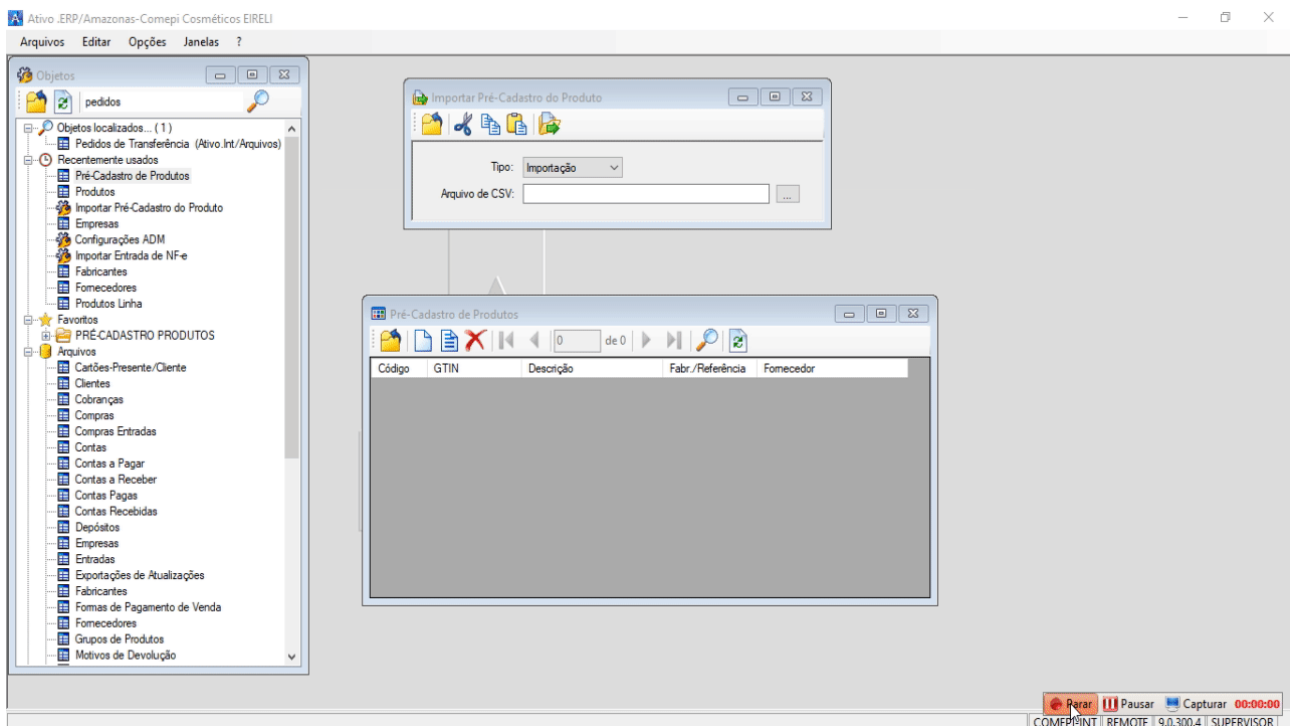 Ativo .ERP/Amazonas-Comepi Cosméticos EIRELI
Arquivos Editar Opções Janelas ?
Objetos
pedidos
Objetos localizados... ( 1 )
Pedidos de Transferência (Ativo.Int/Arquivos)
Recentemente usados
Pré-Cadastro de Produtos
Produtos
Importar Pré-Cadastro do Produto
Empresas
Configurações ADM
Importar Entrada de NF-e
Fabricantes
Fornecedores
Produtos Linha
Favoritos
PRÉ-CADASTRO PRODUTOS
Arquivos
Cartões-Presente/Cliente
Clientes
Cobranças
Compras
Compras Entradas
Contas
Contas a Pagar
Contas a Receber
Contas Pagas
Contas Recebidas
Depósitos
Empresas
Entradas
Exportações de Atualizações
Fabricantes
Formas de Pagamento de Venda
Fornecedores
Grupos de Produtos
Motivos de Devolução
Importar Pré-Cadastro do Produto
Tipo: Importação
Arquivo de CSV: ...
Pré-Cadastro de Produtos
0 de 0
Código GTIN Descrição Fabr./Referência Fornecedor
Parar Pausar Capturar 00:00:00
COMEPI-INT REMOTE 9.0.300.4 SUPERVISOR